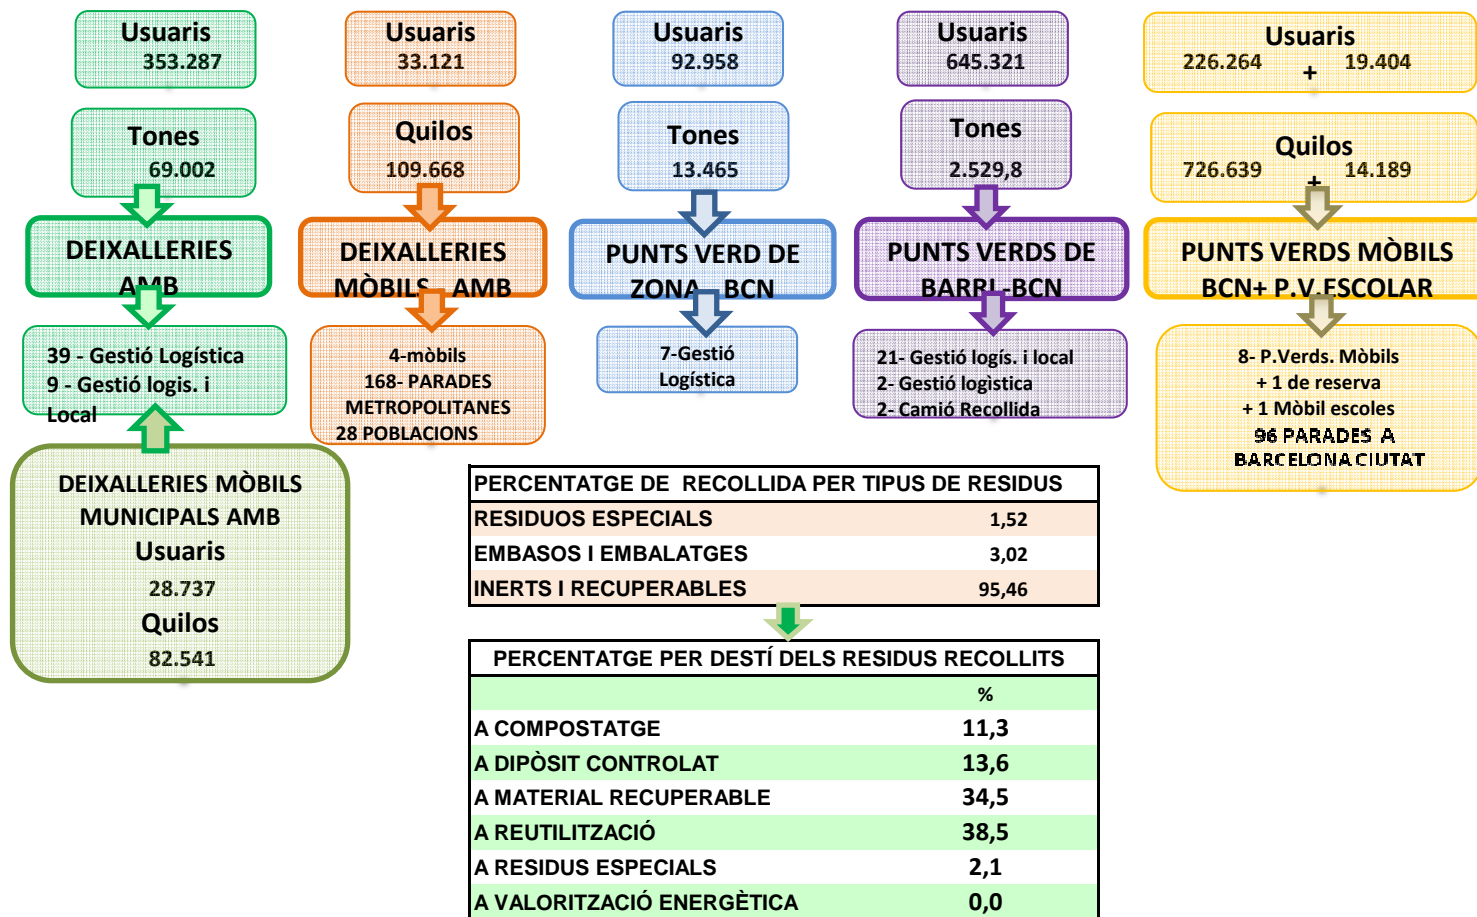 Usuaris
353.287
Tones
69.002
DEIXALLERIES
AMB
39 - Gestió Logística
9 - Gestió logis. i
Local
DEIXALLERIES MÒBILS
MUNICIPALS AMB
Usuaris
28.737
Quilos
82.541
Usuaris
33.121
Quilos
109.668
DEIXALLERIES
MÒBILS - AMB
4-mòbils
168- PARADES
METROPOLITANES
28 POBLACIONS
Usuaris
92.958
Tones
13.465
PUNTS VERD DE
ZONA - BCN
7-Gestió
Logística
Usuaris
645.321
Tones
2.529,8
PUNTS VERDS DE
BARRI-BCN
21- Gestió logís. i local
2- Gestió logìstica
2- Camió Recollida
Usuaris
226.264 + 19.404
Quilos
726.639 + 14.189
PUNTS VERDS MÒBILS
BCN+ P.V.ESCOLAR
8- P.Verds. Mòbils
+ 1 de reserva
+ 1 Mòbil escoles
96 PARADES A
BARCELONA CIUTAT
PERCENTATGE DE RECOLLIDA PER TIPUS DE RESIDUS
RESIDUOS ESPECIALS 1,52
EMBASOS I EMBALATGES 3,02
INERTS I RECUPERABLES 95,46
PERCENTATGE PER DESTÍ DELS RESIDUS RECOLLITS
%
A COMPOSTATGE 11,3
A DIPÒSIT CONTROLAT 13,6
A MATERIAL RECUPERABLE 34,5
A REUTILITZACIÓ 38,5
A RESIDUS ESPECIALS 2,1
A VALORITZACIÓ ENERGÈTICA 0,0